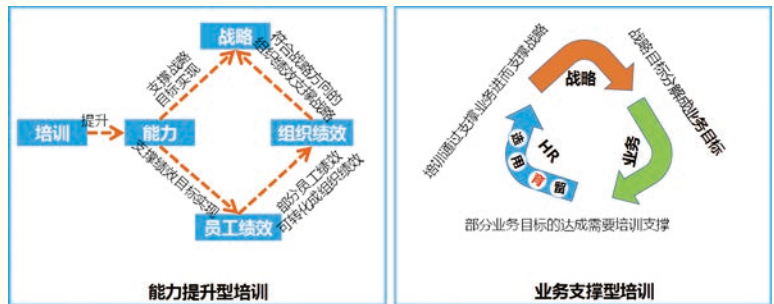 战略
支撑战略
目标实现
符合战略方向的
组织绩效支撑战略
培训
提升
能力
组织绩效
支撑绩效目标实现
部分员工绩效
可转化成组织绩效
员工绩效
能力提升型培训
培训通过支撑业务进而支撑战略
战略
战略目标分解成业务目标
业务
HR
选
用
育
留
部分业务目标的达成需要培训支撑
业务支撑型培训